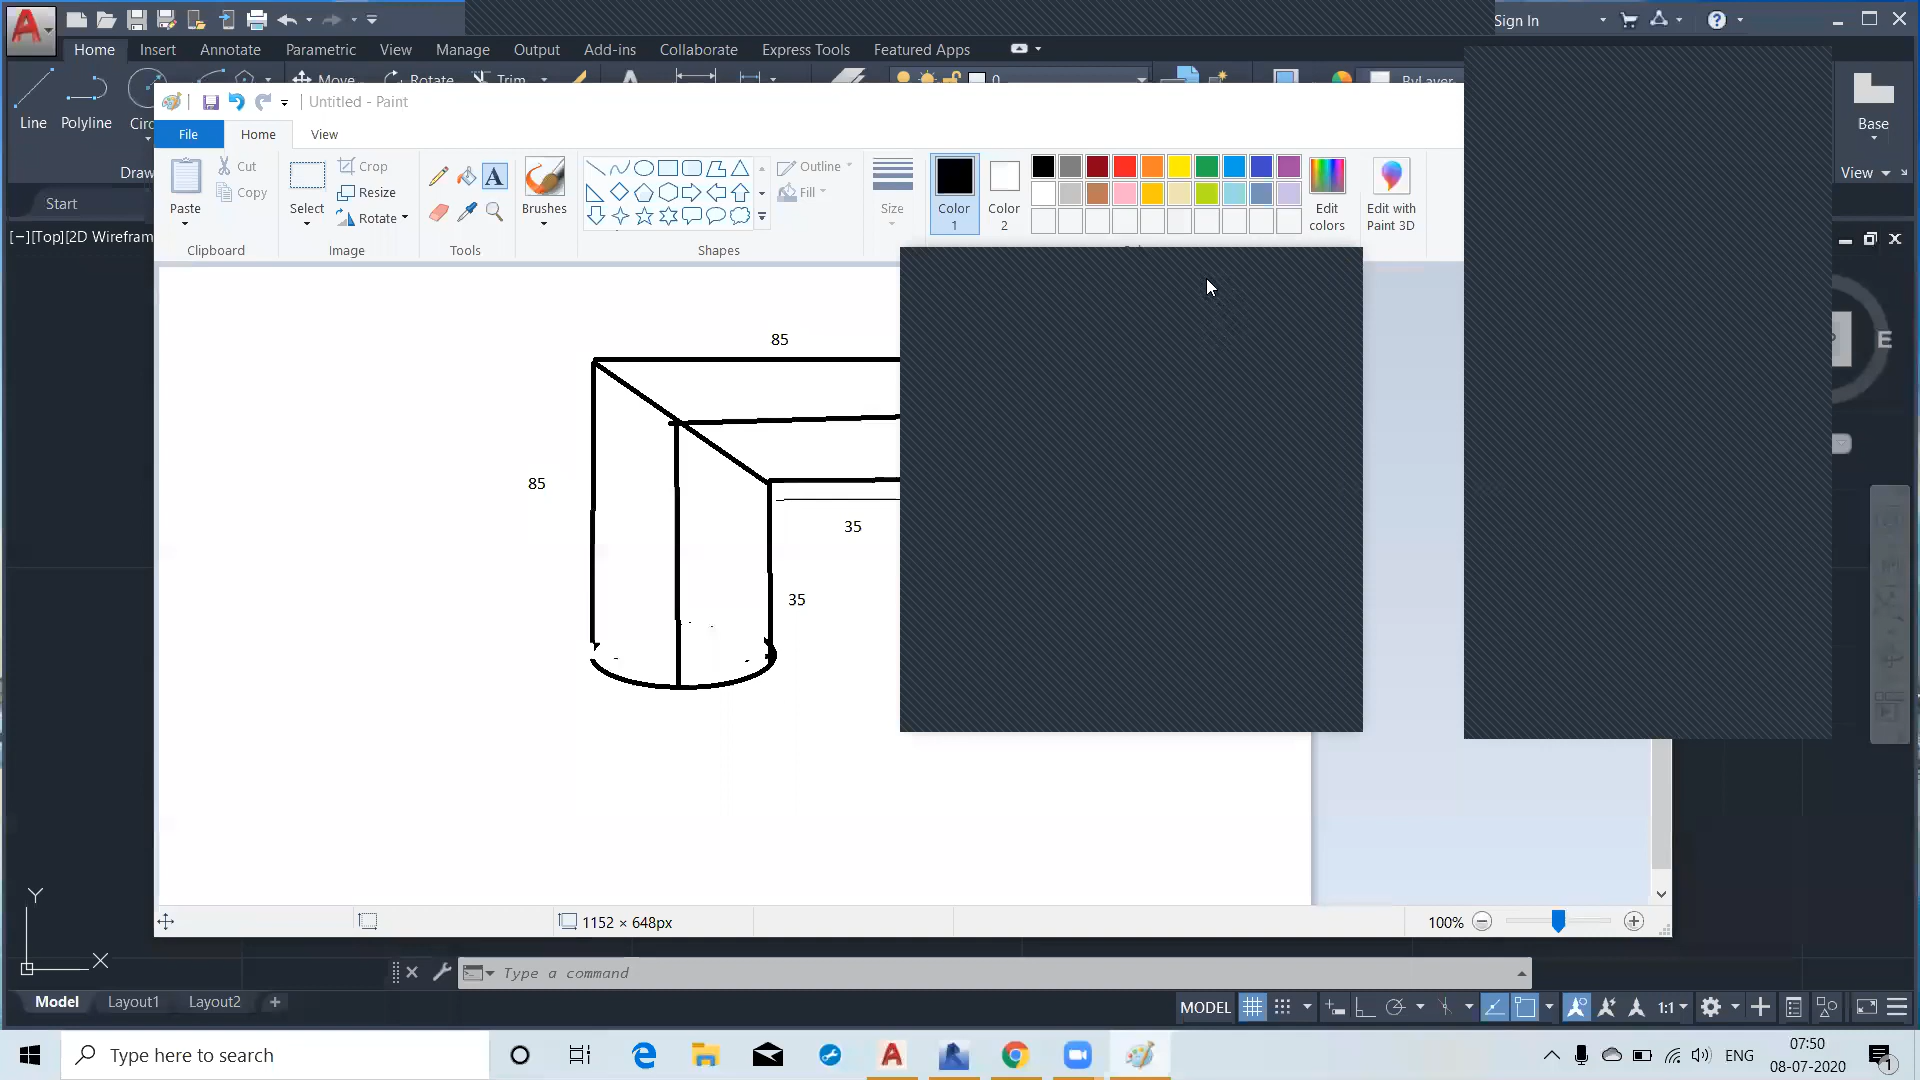 Sign In
Home Insert Annotate Parametric View Manage Output Add-ins Collaborate Express Tools Featured Apps
Move Rotate Trim 0 ByLayer
Line Polyline
Untitled - Paint
Base
File Home View
Cut
Copy
Paste
Crop
Resize
Rotate
Select
Brushes
Outline
Fill
Size
Color
1
Color
2
Edit
colors
Edit with
Paint 3D
View
Start
Clipboard Image Tools Shapes
[−][Top][2D Wirefram
E
85
85
35
35
1152 × 648px
100%
Y
X
Type a command
Model Layout1 Layout2 +
MODEL 1:1
Type here to search
ENG
07:50
08-07-2020
1